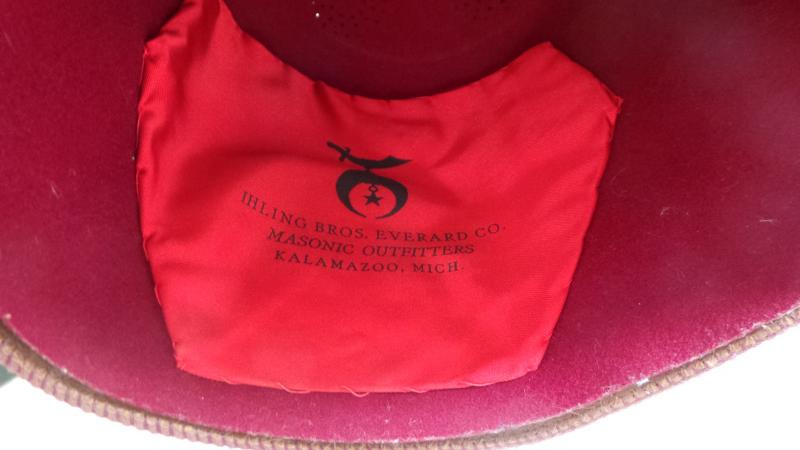 IHLING BROS. EVERARD CO.
MASONIC OUTFITTERS
KALAMAZOO, MICH.